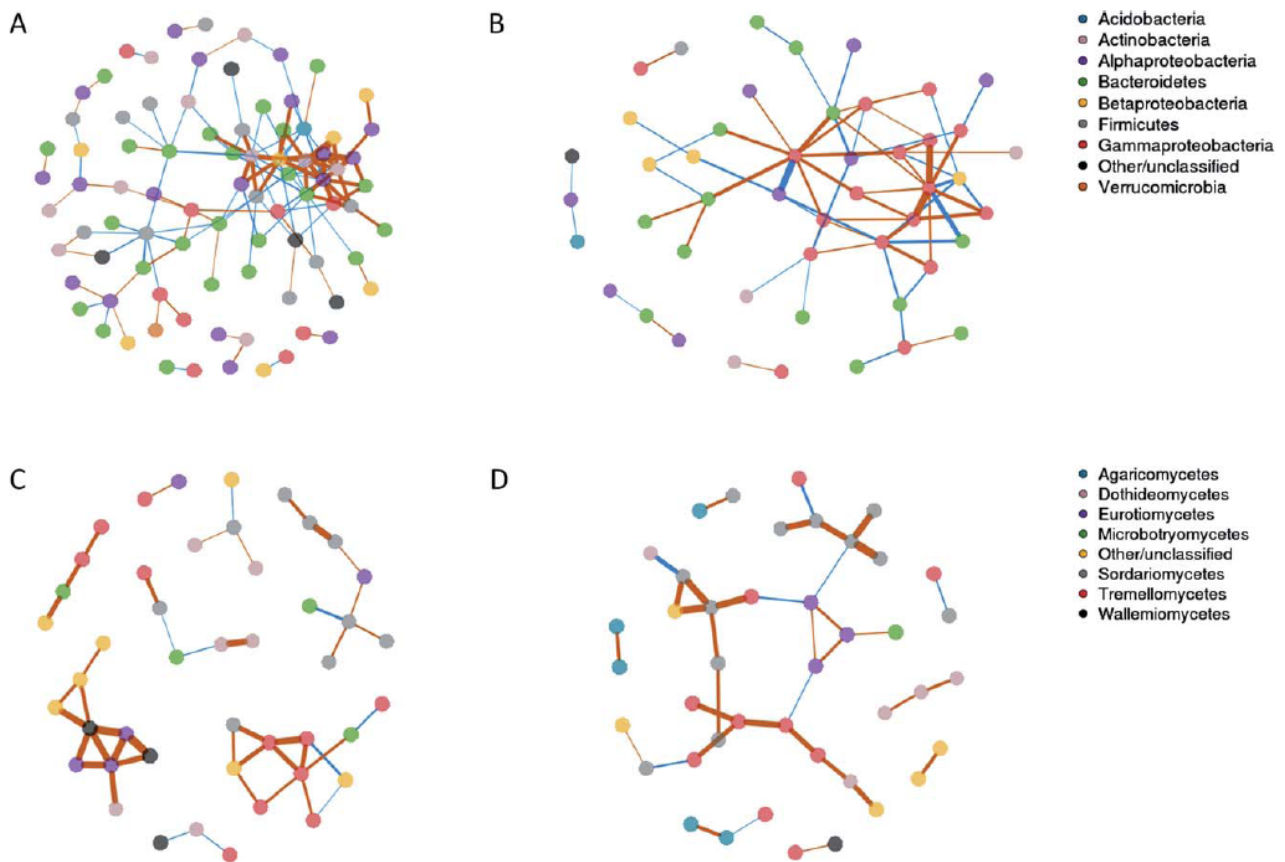 A
B
Acidobacteria
Actinobacteria
Alphaproteobacteria
Bacteroidetes
Betaproteobacteria
Firmicutes
Gammaproteobacteria
Other/unclassified
Verrucomicrobia
C
D
Agaricomycetes
Dothideomycetes
Eurotiomycetes
Microbotryomycetes
Other/unclassified
Sordariomycetes
Tremellomycetes
Wallemiomycetes